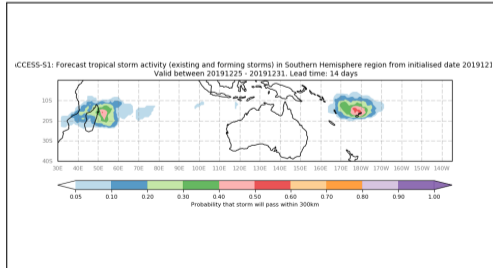 ACCESS-S1: Forecast tropical storm activity (existing and forming storms) in Southern Hemisphere region from initialised date 2019121
Valid between 20191225 - 20191231. Lead time: 14 days
10S
20S
30S
40S
30E 40E 50E 60E 70E 80E 90E 100E 110E 120E 130E 140E 150E 160E 170E 180E 170W 160W 150W 140W
0.05 0.10 0.20 0.30 0.40 0.50 0.60 0.70 0.80 0.90 1.00
Probability that storm will pass within 300km